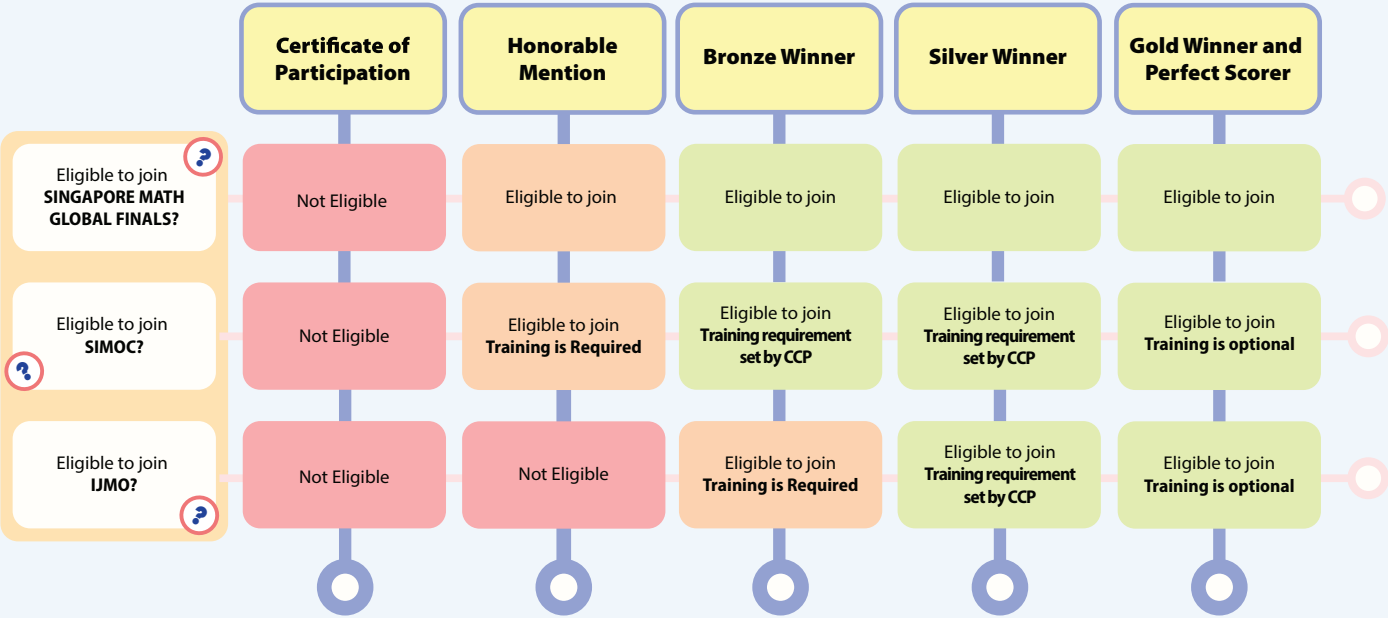 Certificate of
Participation
Honorable
Mention
Bronze Winner
Silver Winner
Gold Winner and
Perfect Scorer
Eligible to join
SINGAPORE MATH
GLOBAL FINALS?
?
Not Eligible
Eligible to join
Eligible to join
Eligible to join
Eligible to join
Eligible to join
SIMOC?
?
Not Eligible
Eligible to join
Training is Required
Eligible to join
Training requirement
set by CCP
Eligible to join
Training requirement
set by CCP
Eligible to join
Training is optional
Eligible to join
IJMO?
?
Not Eligible
Not Eligible
Eligible to join
Training is Required
Eligible to join
Training requirement
set by CCP
Eligible to join
Training is optional